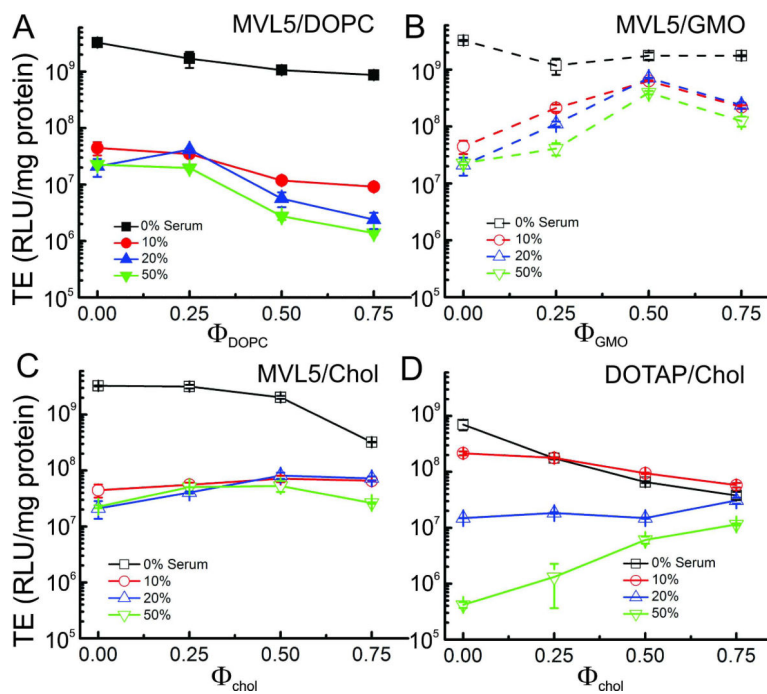 A
MVL5/DOPC
TE (RLU/mg protein)
10^9
10^8
10^7
10^6
10^5
0% Serum
10%
20%
50%
0.00 0.25 0.50 0.75
Φ_DOPC
B
MVL5/GMO
10^9
10^8
10^7
10^6
10^5
0% Serum
10%
20%
50%
0.00 0.25 0.50 0.75
Φ_GMO
C
MVL5/Chol
TE (RLU/mg protein)
10^9
10^8
10^7
10^6
10^5
0% Serum
10%
20%
50%
0.00 0.25 0.50 0.75
Φ_chol
D
DOTAP/Chol
10^9
10^8
10^7
10^6
10^5
0% Serum
10%
20%
50%
0.00 0.25 0.50 0.75
Φ_chol